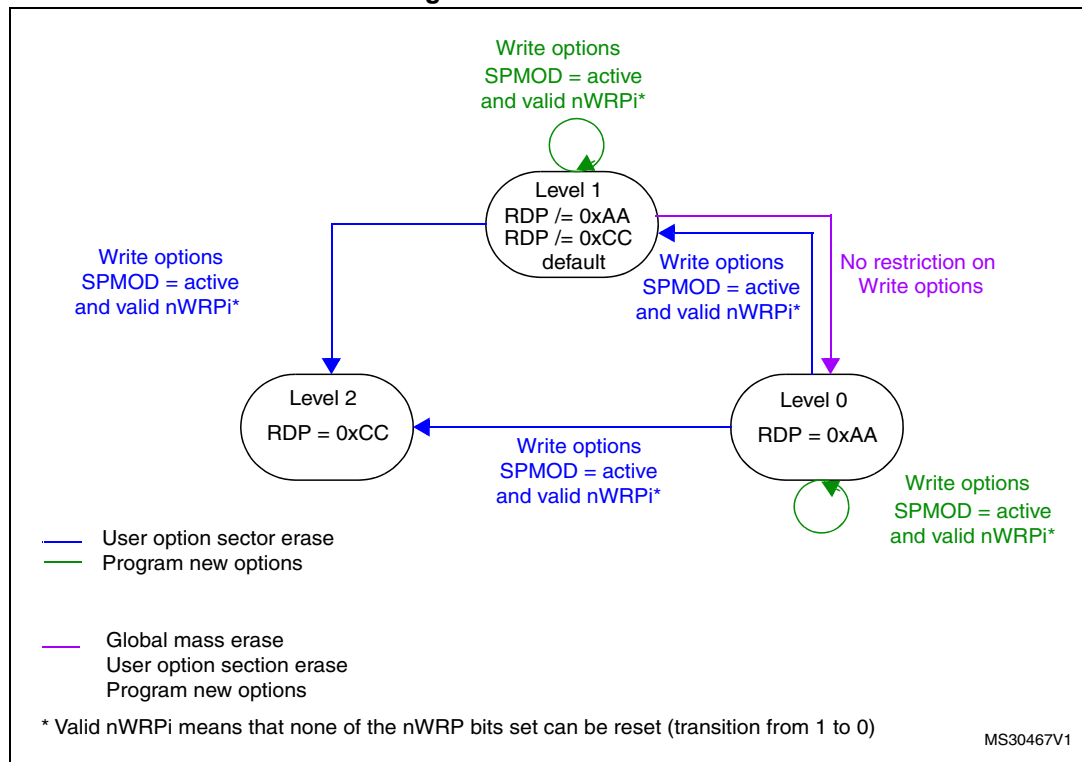 Write options
SPMOD = active
and valid nWRPi*
Level 1
RDP /= 0xAA
RDP /= 0xCC
default
Write options
SPMOD = active
and valid nWRPi*
Write options
SPMOD = active
and valid nWRPi*
No restriction on
Write options
Level 2
RDP = 0xCC
Level 0
RDP = 0xAA
Write options
SPMOD = active
and valid nWRPi*
Write options
SPMOD = active
and valid nWRPi*
User option sector erase
Program new options
Global mass erase
User option section erase
Program new options
* Valid nWRPi means that none of the nWRP bits set can be reset (transition from 1 to 0)
MS30467V1